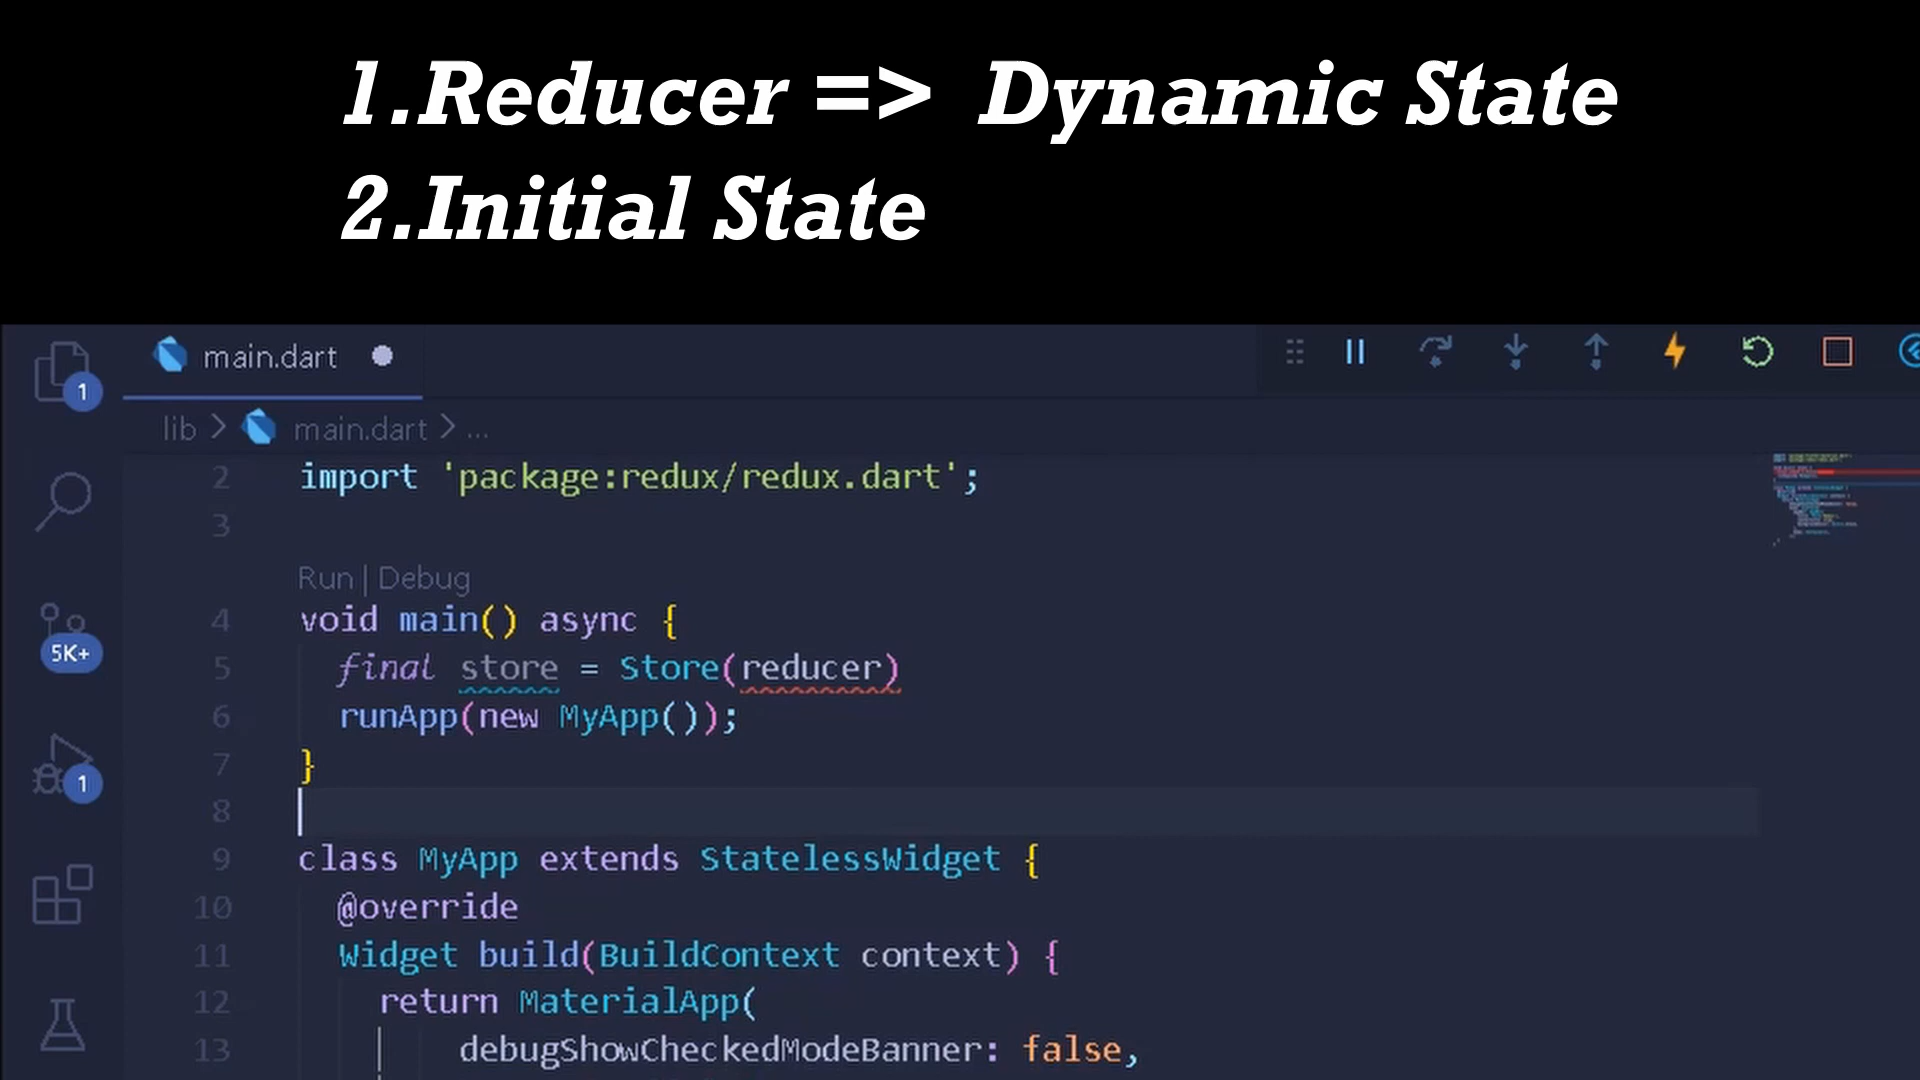 1.Reducer => Dynamic State
2.Initial State
main.dart
1
lib > main.dart > ...
2 import 'package:redux/redux.dart';
3
Run | Debug
4 void main() async {
5K+
5 final store = Store(reducer)
6 runApp(new MyApp());
7 }
1
8
9 class MyApp extends StatelessWidget {
10 @override
11 Widget build(BuildContext context) {
12 return MaterialApp(
13 debugShowCheckedModeBanner: false,